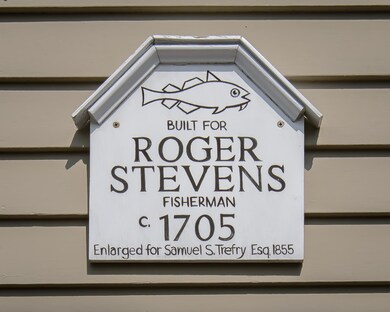 BUILT FOR
ROGER
STEVENS
FISHERMAN
c. 1705
Enlarged for Samuel S. Trefry Esq. 1855